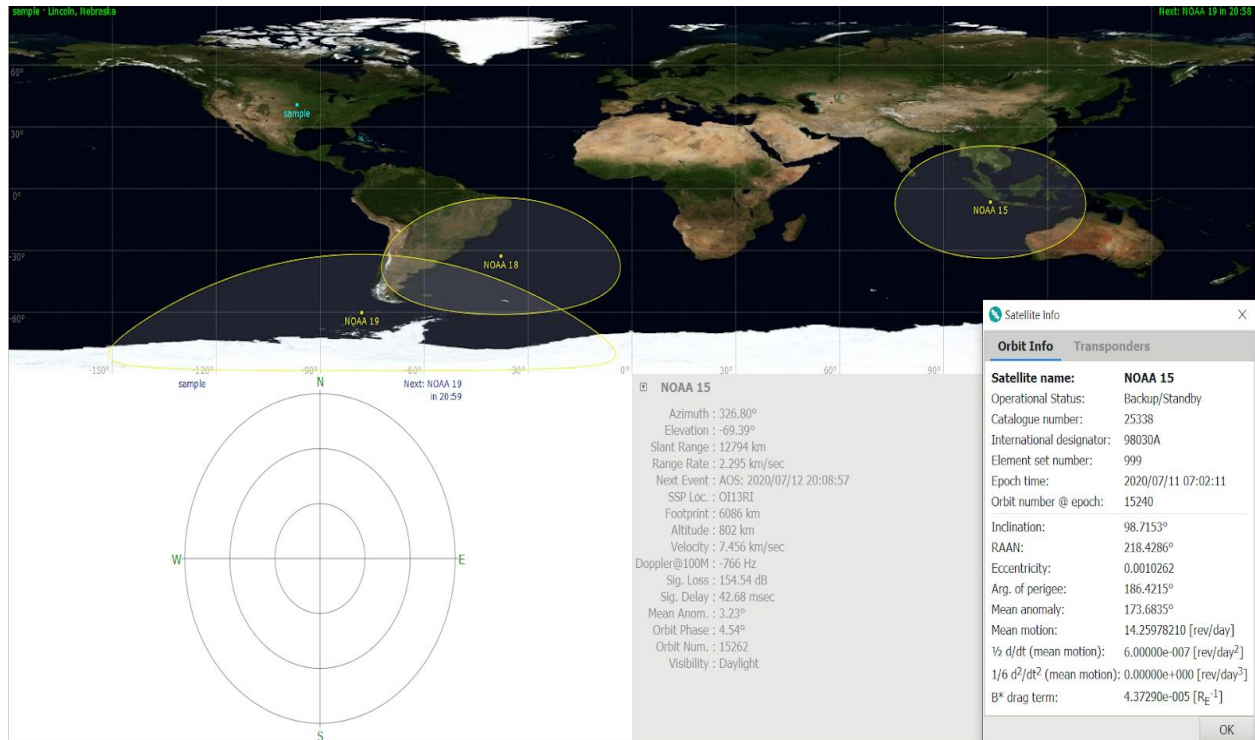 sample · Lincoln, Nebraska
Next: NOAA 19 in 20:58
60°
sample
30°
0°
NOAA 15
-30°
NOAA 18
-60°
NOAA 19
-150° -120° -90° -60° -30° 0° 30° 60° 90°
sample
N
Next: NOAA 19
in 20:59
W
E
S
NOAA 15
Azimuth : 326.80°
Elevation : -69.39°
Slant Range : 12794 km
Range Rate : 2.295 km/sec
Next Event : AOS: 2020/07/12 20:08:57
SSP Loc. : OI13RI
Footprint : 6086 km
Altitude : 802 km
Velocity : 7.456 km/sec
Doppler@100M : -766 Hz
Sig. Loss : 154.54 dB
Sig. Delay : 42.68 msec
Mean Anom. : 3.23°
Orbit Phase : 4.54°
Orbit Num. : 15262
Visibility : Daylight
Satellite Info X
Orbit Info Transponders
Satellite name: NOAA 15
Operational Status: Backup/Standby
Catalogue number: 25338
International designator: 98030A
Element set number: 999
Epoch time: 2020/07/11 07:02:11
Orbit number @ epoch: 15240
Inclination: 98.7153°
RAAN: 218.4286°
Eccentricity: 0.0010262
Arg. of perigee: 186.4215°
Mean anomaly: 173.6835°
Mean motion: 14.25978210 [rev/day]
½ d/dt (mean motion): 6.00000e-007 [rev/day²]
1/6 d²/dt² (mean motion): 0.00000e+000 [rev/day³]
B* drag term: 4.37290e-005 [R_E⁻¹]
OK